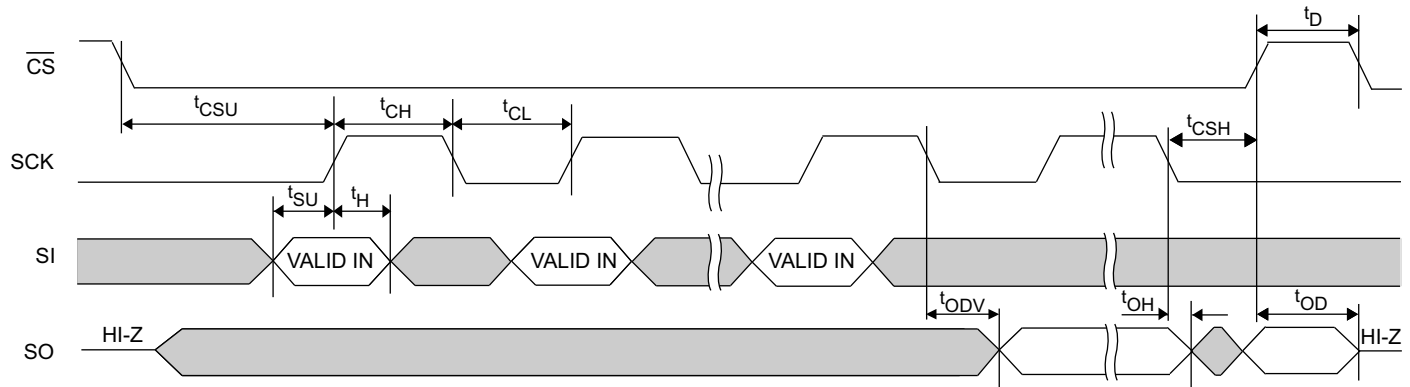 tD
CS
tCSU
tCH
tCL
tCSH
SCK
tSU
tH
SI
VALID IN
VALID IN
VALID IN
tODV
tOH
tOD
SO
HI-Z
HI-Z